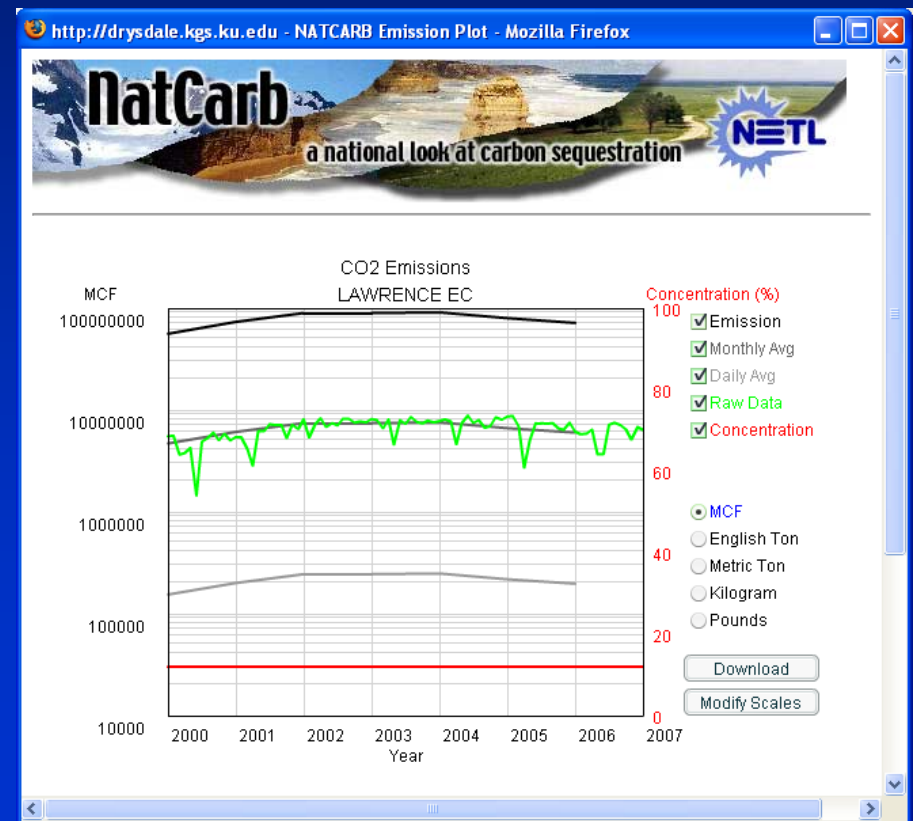 http://drysdale.kgs.ku.edu - NATCARB Emission Plot - Mozilla Firefox
NatCarb
a national look at carbon sequestration
NETL
CO2 Emissions
MCF LAWRENCE EC Concentration (%)
100000000
10000000
1000000
100000
10000
100
80
60
40
20
0
2000 2001 2002 2003 2004 2005 2006 2007
Year
Emission
Monthly Avg
Daily Avg
Raw Data
Concentration
MCF
English Ton
Metric Ton
Kilogram
Pounds
Download
Modify Scales